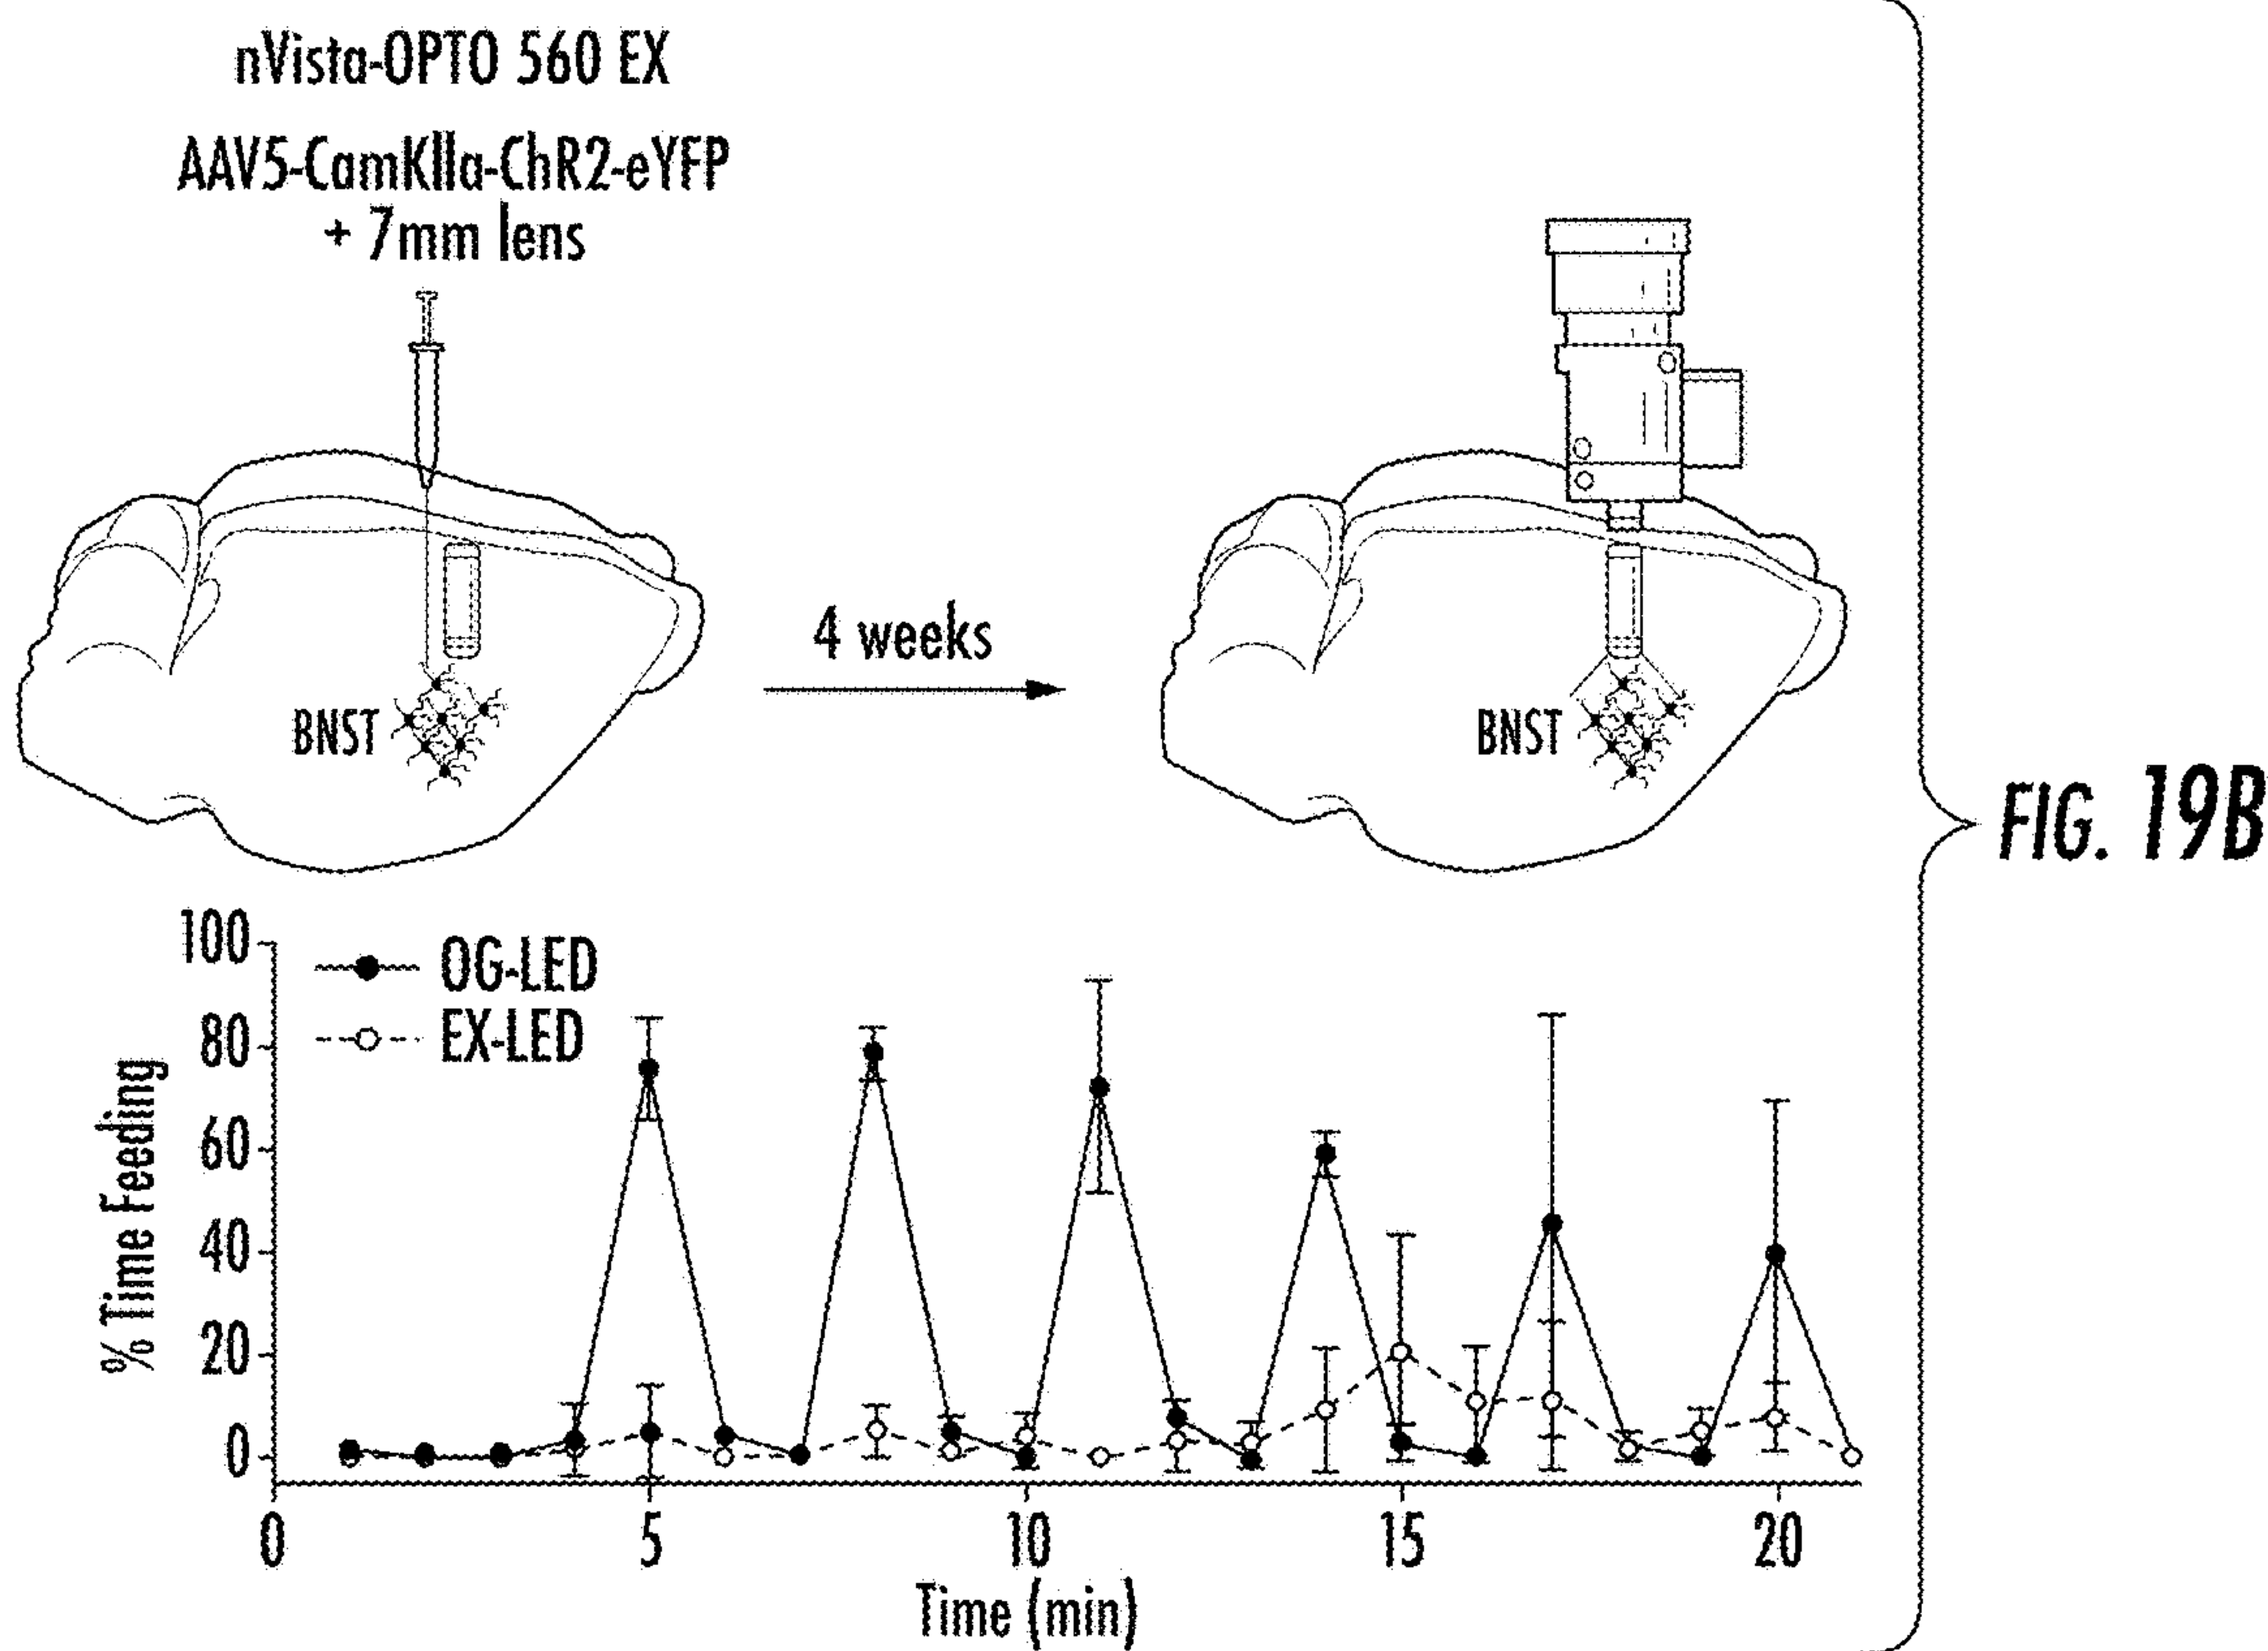 nVista-OPTO 560 EX
AAV5-CamKIIa-ChR2-eYFP
+ 7mm lens
4 weeks
BNST
BNST
FIG. 19B
100
80
60
40
20
0
% Time Feeding
OG-LED
EX-LED
0
5
10
15
20
Time (min)